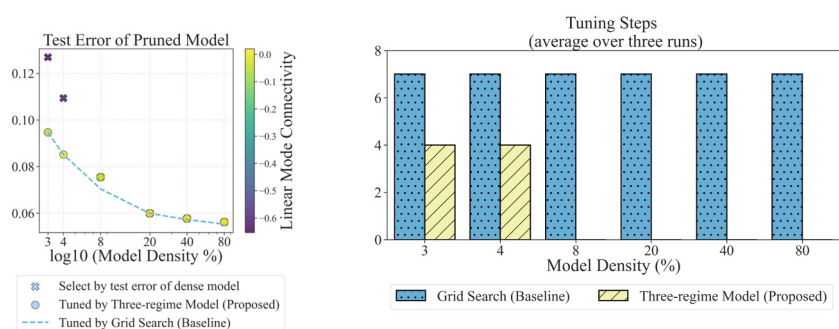 Test Error of Pruned Model
0.12
0.10
0.08
0.06
3 4 8 20 40 80
log10 (Model Density %)
0.0
−0.1
−0.2
−0.3
−0.4
−0.5
−0.6
Linear Mode Connectivity
Select by test error of dense model
Tuned by Three-regime Model (Proposed)
Tuned by Grid Search (Baseline)
Tuning Steps
(average over three runs)
8
6
4
2
0
3 4 8 20 40 80
Model Density (%)
Grid Search (Baseline) Three-regime Model (Proposed)